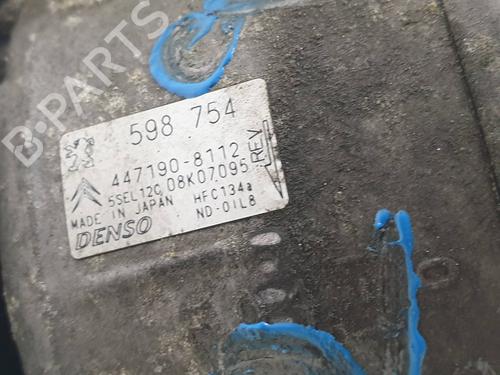 B-PARTS
598 754
447190-8112
5SEL12C 08K07095
REV
MADE IN JAPAN HFC134a
DENSO ND-OIL8